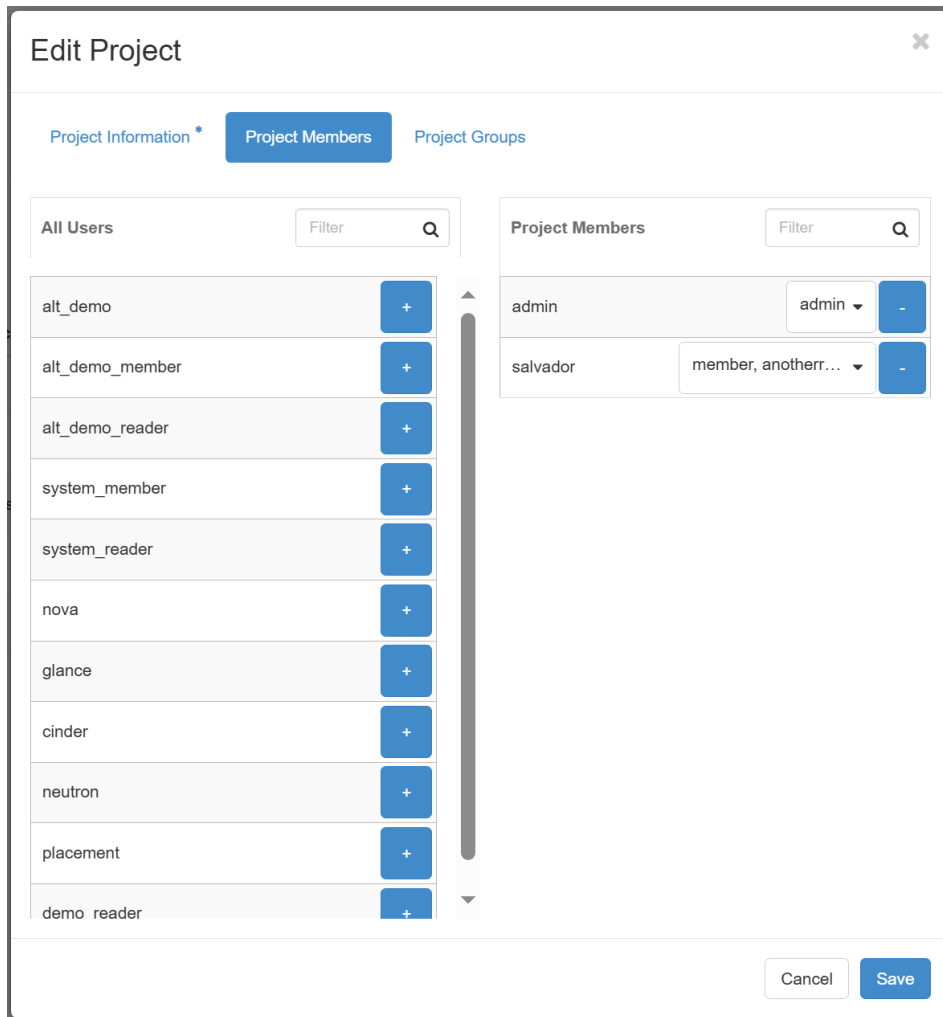 Edit Project
Project Information *
Project Members
Project Groups
All Users
Filter
alt_demo
+
alt_demo_member
+
alt_demo_reader
+
system_member
+
system_reader
+
nova
+
glance
+
cinder
+
neutron
+
placement
+
demo_reader
+
Project Members
Filter
admin
admin
-
salvador
member, anotherr...
-
Cancel
Save